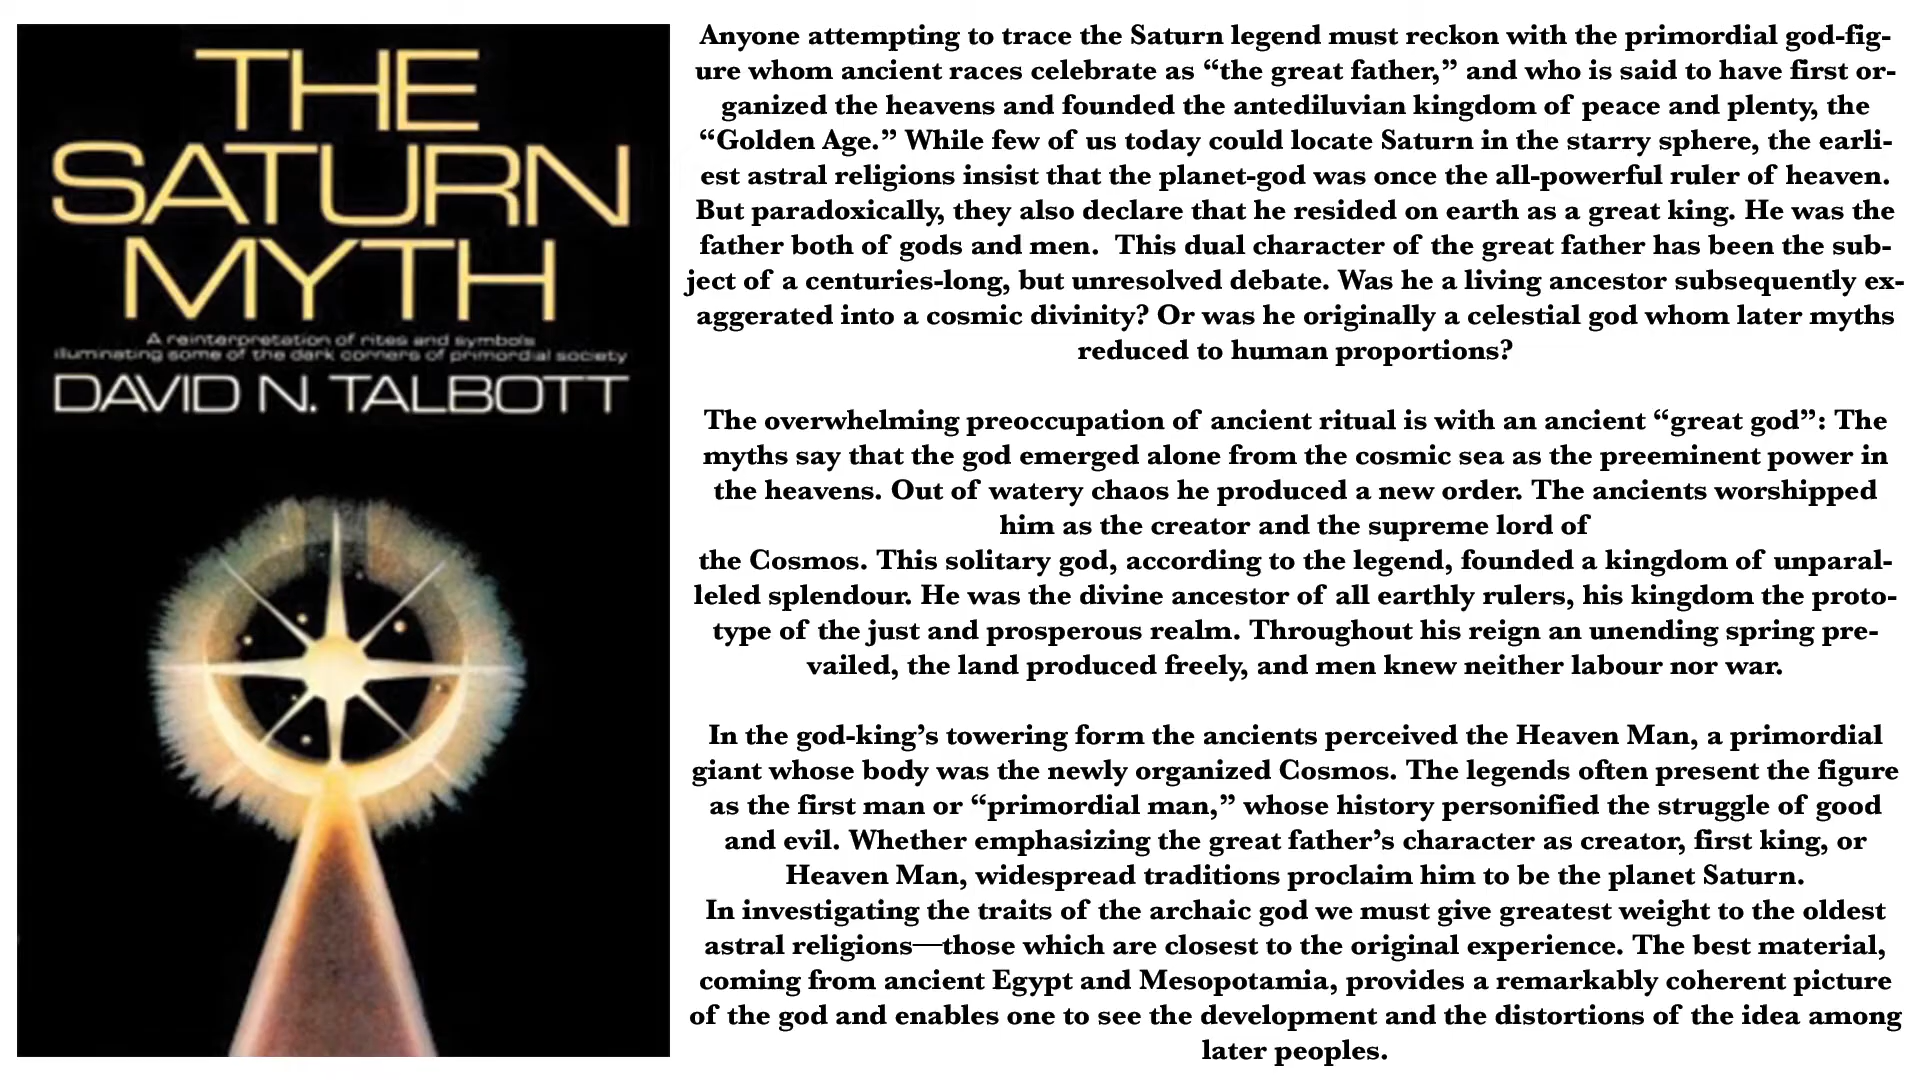 THE
SATURN
MYTH
A reinterpretation of rites and symbols
illuminating some of the dark corners of primordial society
DAVID N. TALBOTT
Anyone attempting to trace the Saturn legend must reckon with the primordial god-fig-
ure whom ancient races celebrate as “the great father,” and who is said to have first or-
ganized the heavens and founded the antediluvian kingdom of peace and plenty, the
“Golden Age.” While few of us today could locate Saturn in the starry sphere, the earli-
est astral religions insist that the planet-god was once the all-powerful ruler of heaven.
But paradoxically, they also declare that he resided on earth as a great king. He was the
father both of gods and men. This dual character of the great father has been the sub-
ject of a centuries-long, but unresolved debate. Was he a living ancestor subsequently ex-
aggerated into a cosmic divinity? Or was he originally a celestial god whom later myths
reduced to human proportions?
The overwhelming preoccupation of ancient ritual is with an ancient “great god”: The
myths say that the god emerged alone from the cosmic sea as the preeminent power in
the heavens. Out of watery chaos he produced a new order. The ancients worshipped
him as the creator and the supreme lord of
the Cosmos. This solitary god, according to the legend, founded a kingdom of unparal-
leled splendour. He was the divine ancestor of all earthly rulers, his kingdom the proto-
type of the just and prosperous realm. Throughout his reign an unending spring pre-
vailed, the land produced freely, and men knew neither labour nor war.
In the god-king’s towering form the ancients perceived the Heaven Man, a primordial
giant whose body was the newly organized Cosmos. The legends often present the figure
as the first man or “primordial man,” whose history personified the struggle of good
and evil. Whether emphasizing the great father’s character as creator, first king, or
Heaven Man, widespread traditions proclaim him to be the planet Saturn.
In investigating the traits of the archaic god we must give greatest weight to the oldest
astral religions—those which are closest to the original experience. The best material,
coming from ancient Egypt and Mesopotamia, provides a remarkably coherent picture
of the god and enables one to see the development and the distortions of the idea among
later peoples.